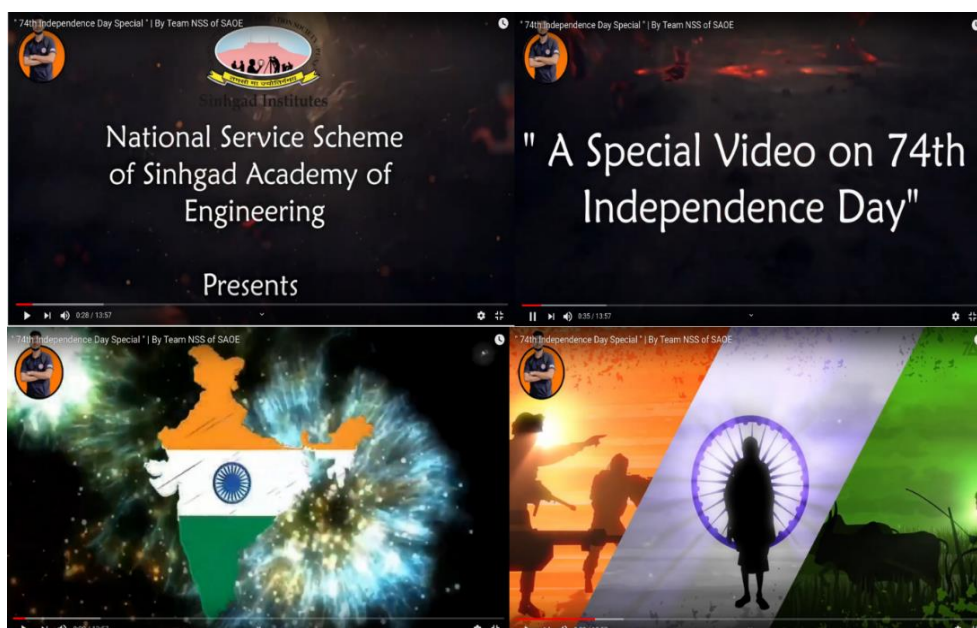 " 74th Independence Day Special " | By Team NSS of SAOE
Sinhgad Institutes
National Service Scheme
of Sinhgad Academy of
Engineering
Presents
0:28 / 13:57
" 74th Independence Day Special " | By Team NSS of SAOE
" A Special Video on 74th
Independence Day"
0:35 / 13:57
" 74th Independence Day Special " | By Team NSS of SAOE
" 74th Independence Day Special " | By Team NSS of SAOE